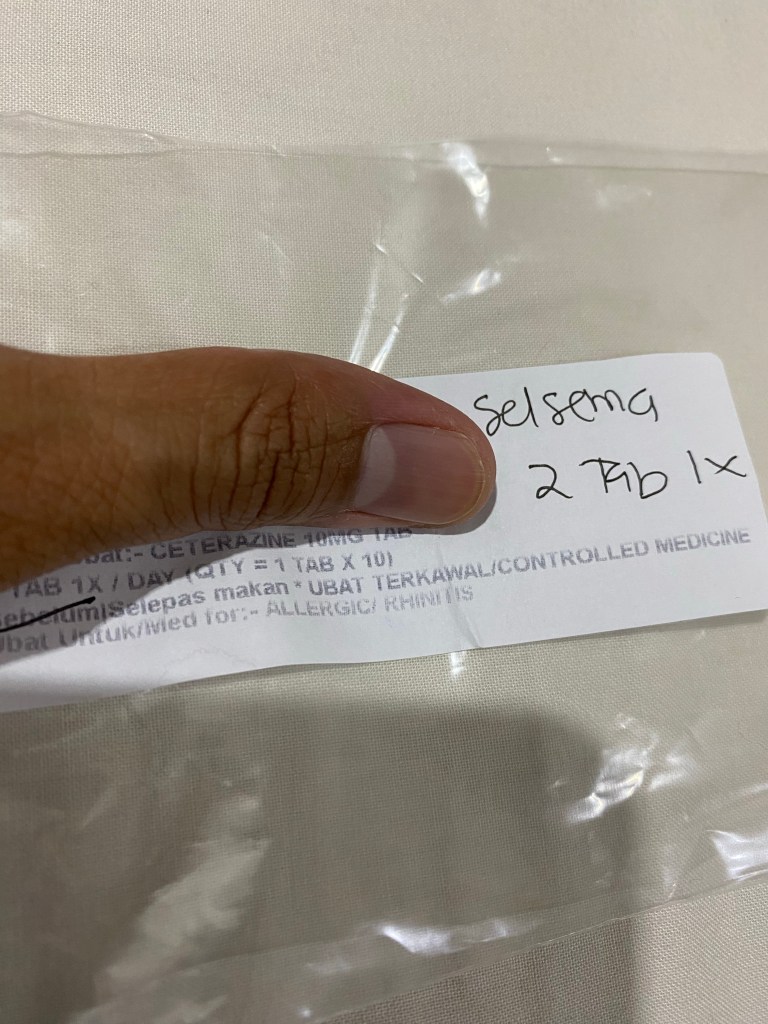 selsema
2 Tab 1x
Ubat:- CETERAZINE 10MG TAB
TAB 1X / DAY (QTY = 1 TAB X 10)
Sebelum|Selepas makan * UBAT TERKAWAL/CONTROLLED MEDICINE
Ubat Untuk/Med for:- ALLERGIC/ RHINITIS